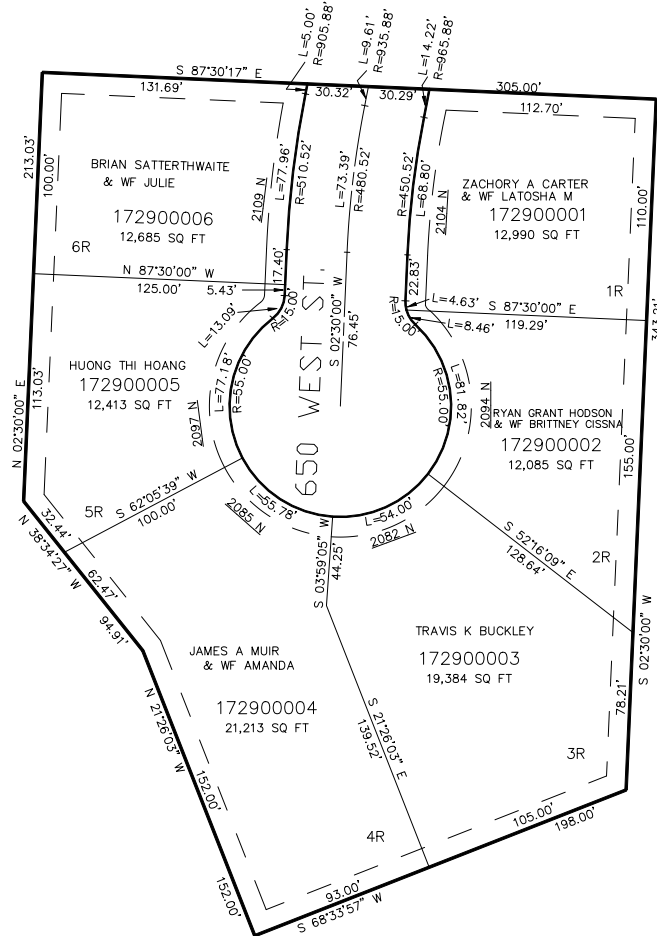 L=5.00'
R=905.88'
L=9.61'
R=935.88'
L=14.22'
R=965.88'
S 87°30'17" E
131.69'
30.32'
30.29'
305.00'
112.70'
213.03'
100.00'
BRIAN SATTERTHWAITE
& WF JULIE
172900006
12,685 SQ FT
6R
2109 N
L=77.96'
R=510.52'
L=73.39'
R=480.52'
R=450.52'
L=68.80'
2104 N
ZACHORY A CARTER
& WF LATOSHA M
172900001
12,990 SQ FT
110.00'
1R
N 87°30'00" W
125.00'
5.43'
17.40'
L=13.09'
R=15.00'
S 02°30'00" W
76.45'
22.83'
R=15.00'
L=4.63'
L=8.46'
S 87°30'00" E
119.29'
343.21'
HUONG THI HOANG
172900005
12,413 SQ FT
113.03'
N 02°30'00" E
2097 N
L=77.18'
R=55.00'
650 WEST ST.
R=55.00'
L=81.82'
2094 N
RYAN GRANT HODSON
& WF BRITTNEY CISSNA
172900002
12,085 SQ FT
155.00'
2R
S 62°05'39" W
100.00'
5R
32.44'
N 38°34'27" W
62.47'
94.91'
L=55.78'
2085 N
L=54.00'
2082 N
S 03°59'05" W
44.25'
S 52°16'09" E
128.64'
S 02°30'00" W
JAMES A MUIR
& WF AMANDA
172900004
21,213 SQ FT
TRAVIS K BUCKLEY
172900003
19,384 SQ FT
78.21'
N 21°26'03" W
152.00'
152.00'
S 21°26'03" E
139.52'
3R
4R
105.00'
198.00'
93.00'
S 68°33'57" W